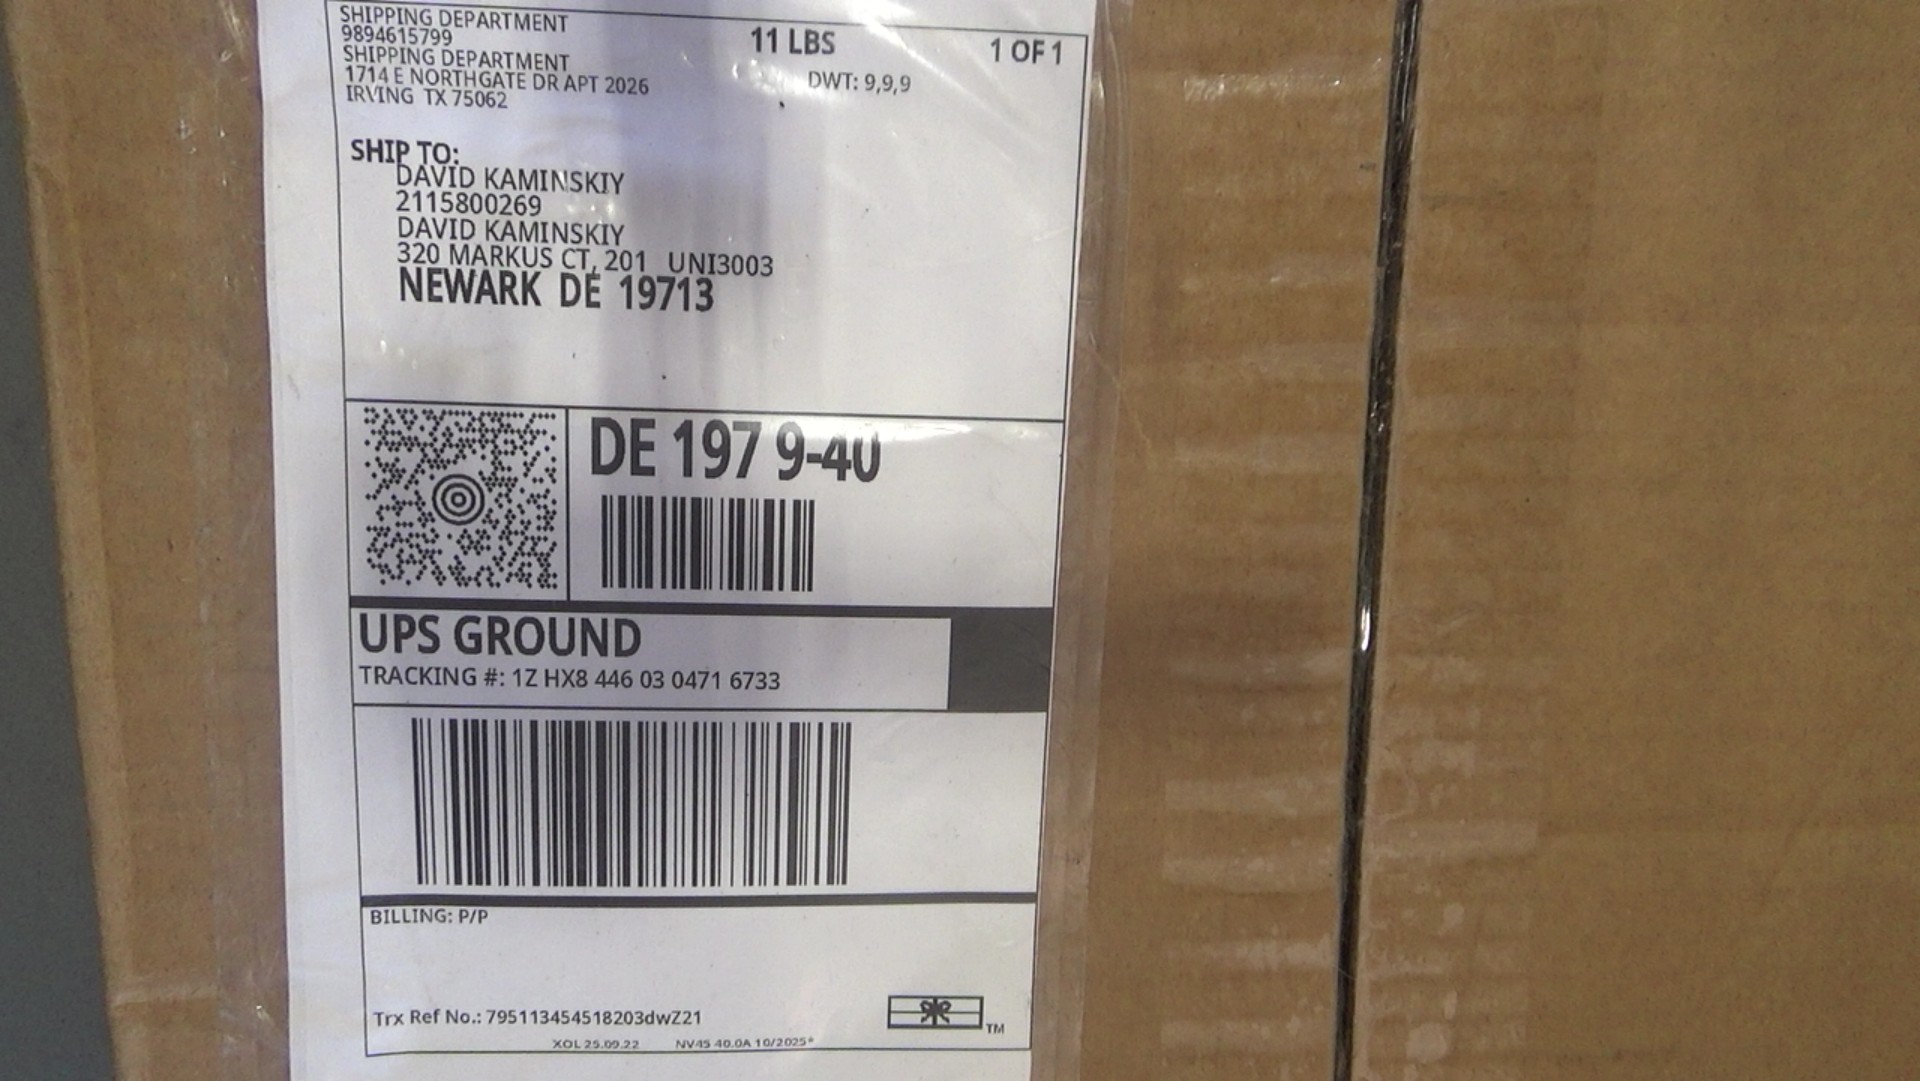 SHIPPING DEPARTMENT
9894615799
SHIPPING DEPARTMENT
1714 E NORTHGATE DR APT 2026
IRVING TX 75062
11 LBS
1 OF 1
DWT: 9,9,9
SHIP TO:
DAVID KAMINSKIY
2115800269
DAVID KAMINSKIY
320 MARKUS CT, 201 UNI3003
NEWARK DE 19713
DE 197 9-40
UPS GROUND
TRACKING #: 1Z HX8 446 03 0471 6733
BILLING: P/P
Trx Ref No.: 795113454518203dwZ21
XOL 25.09.22 NV45 40.0A 10/2025*
TM